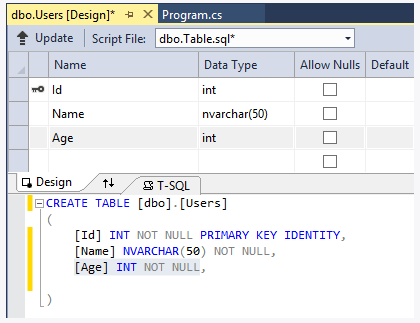 dbo.Users [Design]* Program.cs
Update Script File: dbo.Table.sql*
Name Data Type Allow Nulls Default
Id int
Name nvarchar(50)
Age int
Design T-SQL
CREATE TABLE [dbo].[Users]
(
[Id] INT NOT NULL PRIMARY KEY IDENTITY,
[Name] NVARCHAR(50) NOT NULL,
[Age] INT NOT NULL,
)